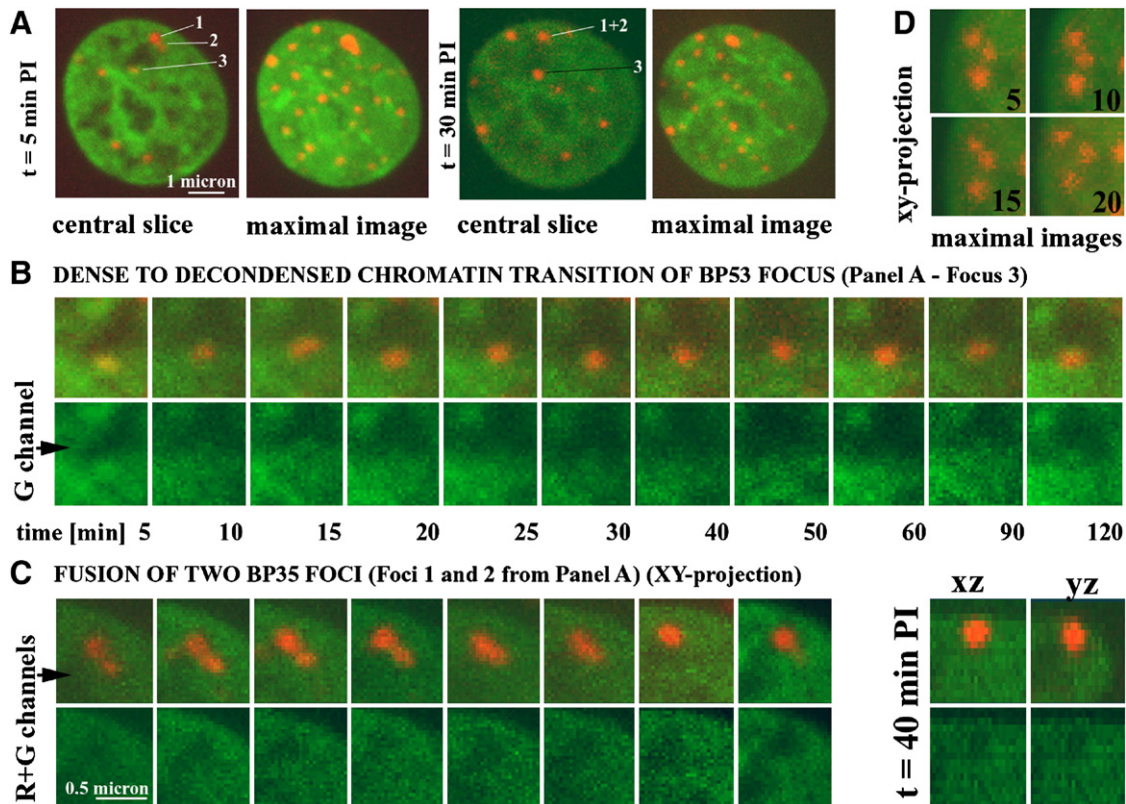 A
t = 5 min PI
1
2
3
1 micron
central slice
maximal image
t = 30 min PI
1+2
3
central slice
maximal image
D
xy-projection
5
10
15
20
maximal images
B
DENSE TO DECONDENSED CHROMATIN TRANSITION OF BP53 FOCUS (Panel A - Focus 3)
G channel
time [min] 5 10 15 20 25 30 40 50 60 90 120
C
FUSION OF TWO BP35 FOCI (Foci 1 and 2 from Panel A) (XY-projection)
R+G channels
0.5 micron
t = 40 min PI
xz
yz